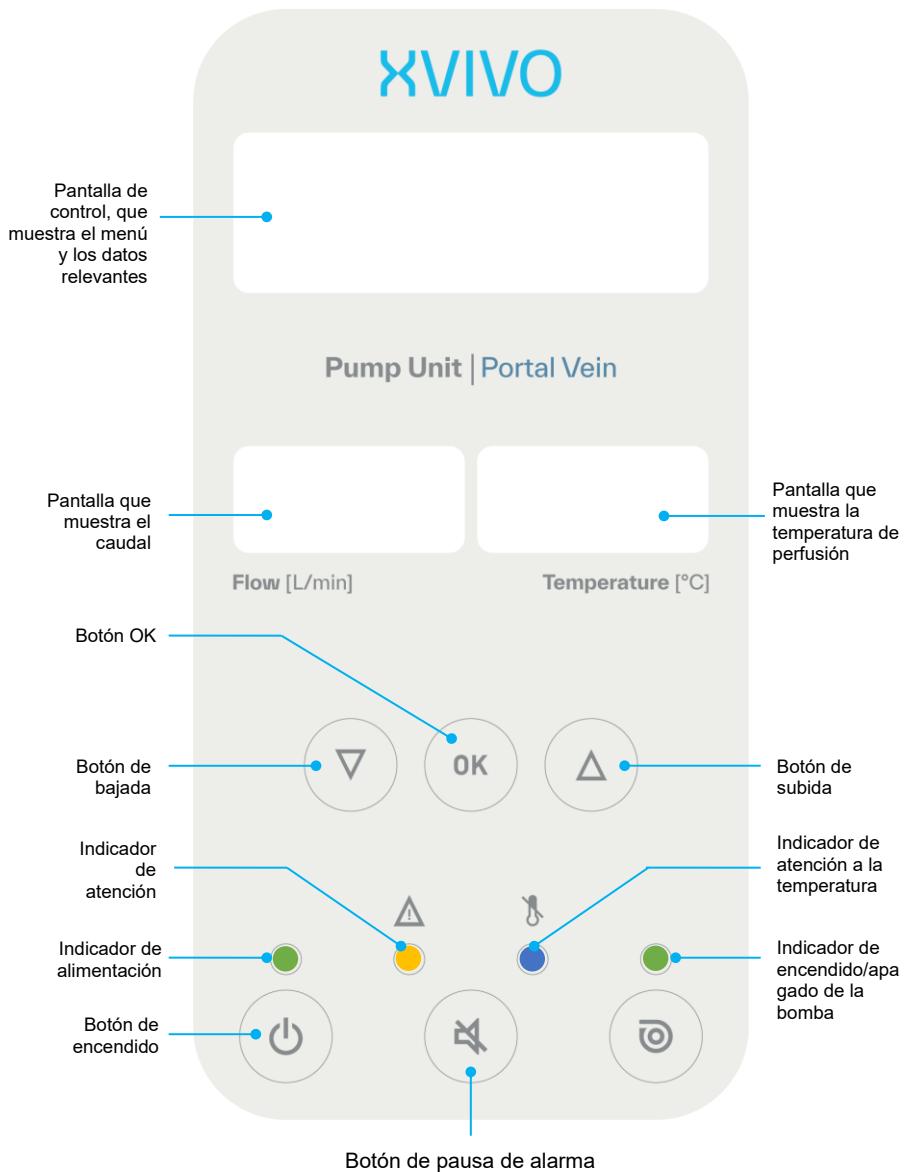 XVIVO
Pantalla de
control, que
muestra el menú
y los datos
relevantes
Pump Unit | Portal Vein
Pantalla que
muestra el
caudal
Pantalla que
muestra la
temperatura de
perfusión
Flow [L/min]
Temperature [°C]
Botón OK
OK
Botón de
bajada
Botón de
subida
Indicador
de
atención
Indicador de
atención a la
temperatura
Indicador de
alimentación
Indicador de
encendido/apa
gado de la
bomba
Botón de
encendido
Botón de pausa de alarma